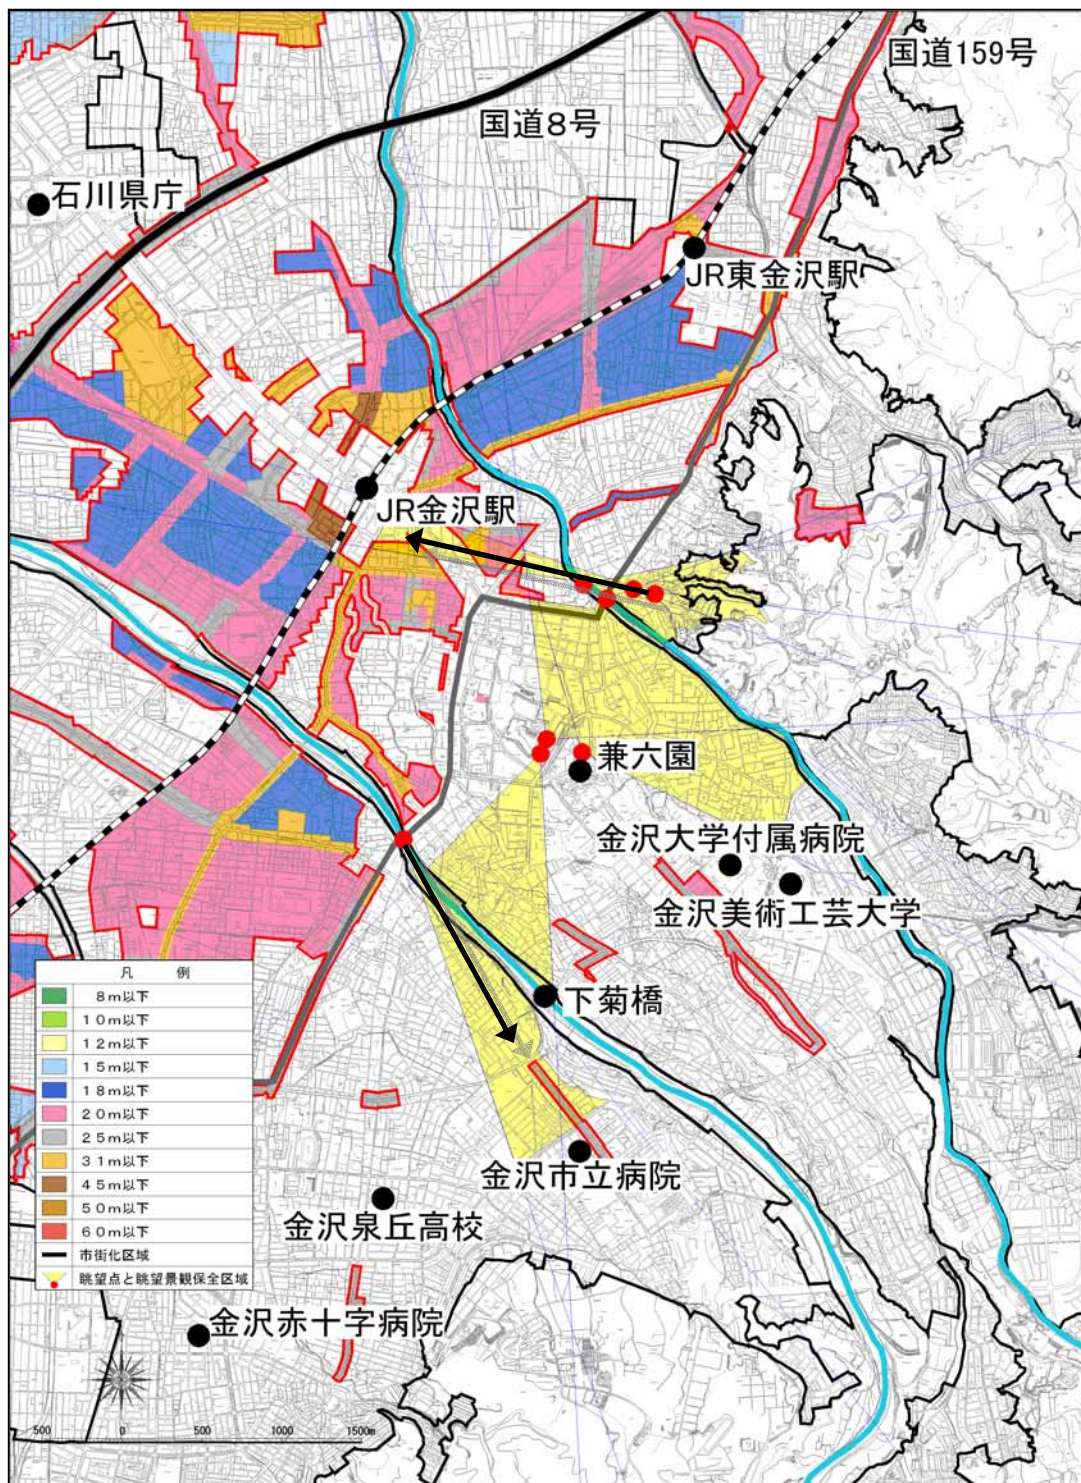 国道159号
国道8号
石川県庁
JR東金沢駅
JR金沢駅
兼六園
金沢大学付属病院
金沢美術工芸大学
下菊橋
金沢市立病院
金沢泉丘高校
金沢赤十字病院
凡 例
8m以下
10m以下
12m以下
15m以下
18m以下
20m以下
25m以下
31m以下
45m以下
50m以下
60m以下
市街化区域
眺望点と眺望景観保全区域
500 0 500 1000 1500m